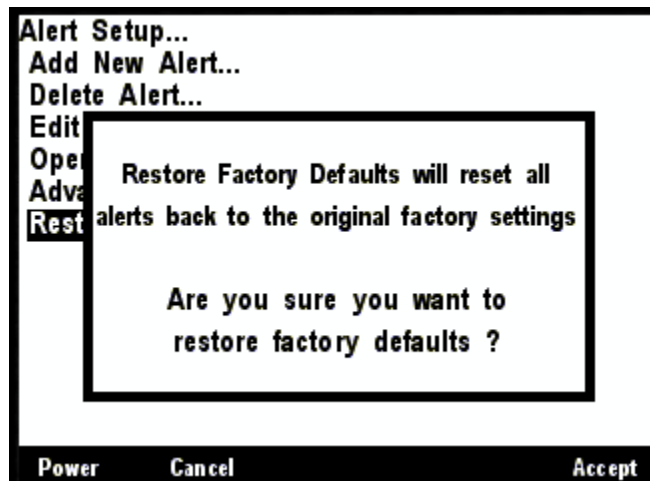 Alert Setup...
Add New Alert...
Delete Alert...
Edit
Oper
Adva
Rest
Restore Factory Defaults will reset all
alerts back to the original factory settings
Are you sure you want to
restore factory defaults ?
Power Cancel Accept